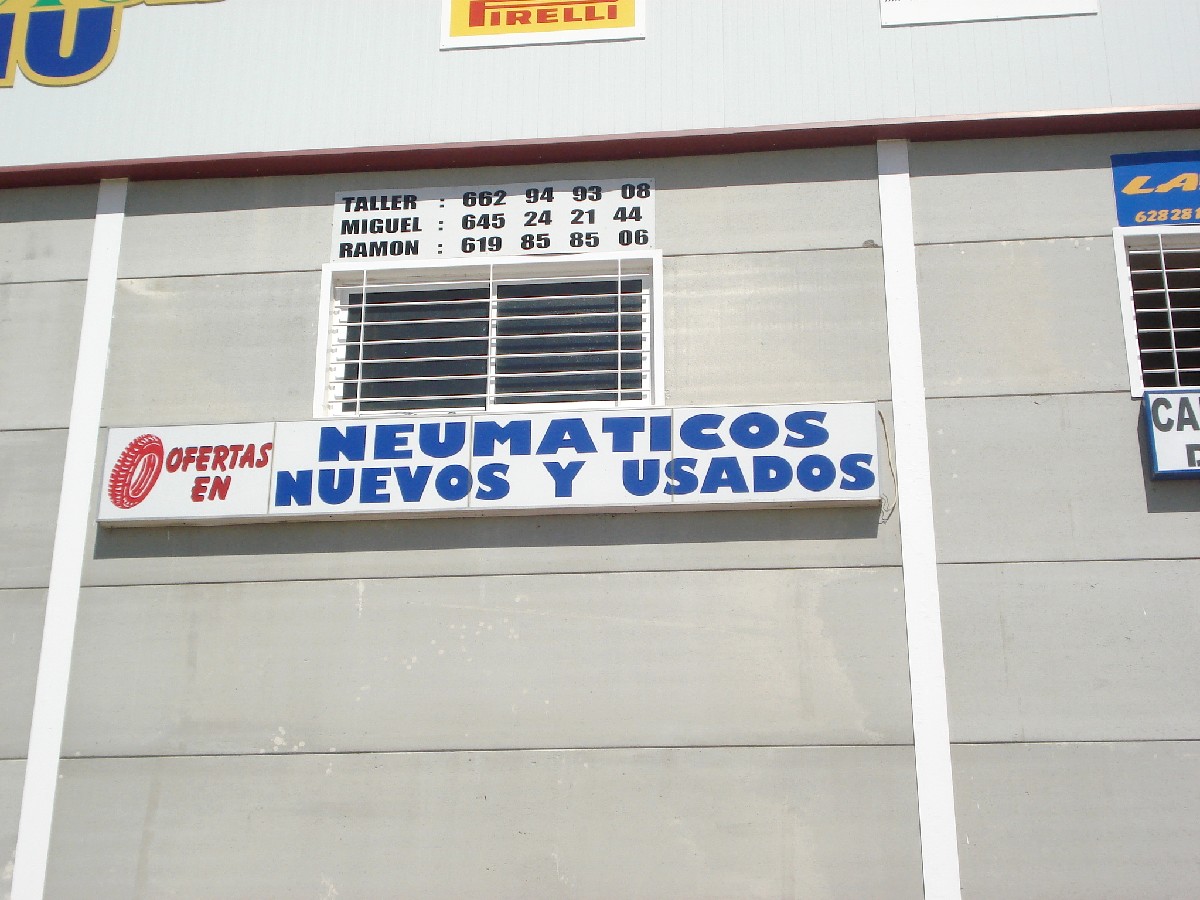 PIRELLI
TALLER : 662 94 93 08
MIGUEL : 645 24 21 44
RAMON : 619 85 85 06
OFERTAS
EN
NEUMATICOS
NUEVOS Y USADOS